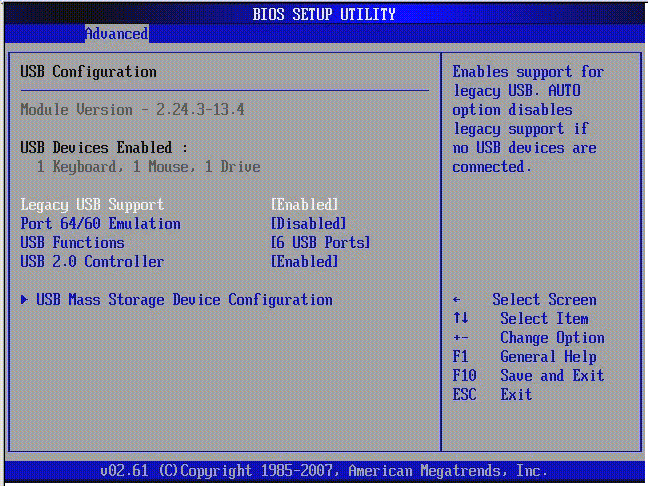 BIOS SETUP UTILITY
Advanced
USB Configuration
Module Version - 2.24.3-13.4
USB Devices Enabled :
1 Keyboard, 1 Mouse, 1 Drive
Legacy USB Support [Enabled]
Port 64/60 Emulation [Disabled]
USB Functions [6 USB Ports]
USB 2.0 Controller [Enabled]
USB Mass Storage Device Configuration
Enables support for
legacy USB. AUTO
option disables
legacy support if
no USB devices are
connected.
← Select Screen
↑↓ Select Item
+- Change Option
F1 General Help
F10 Save and Exit
ESC Exit
v02.61 (C)Copyright 1985-2007, American Megatrends, Inc.